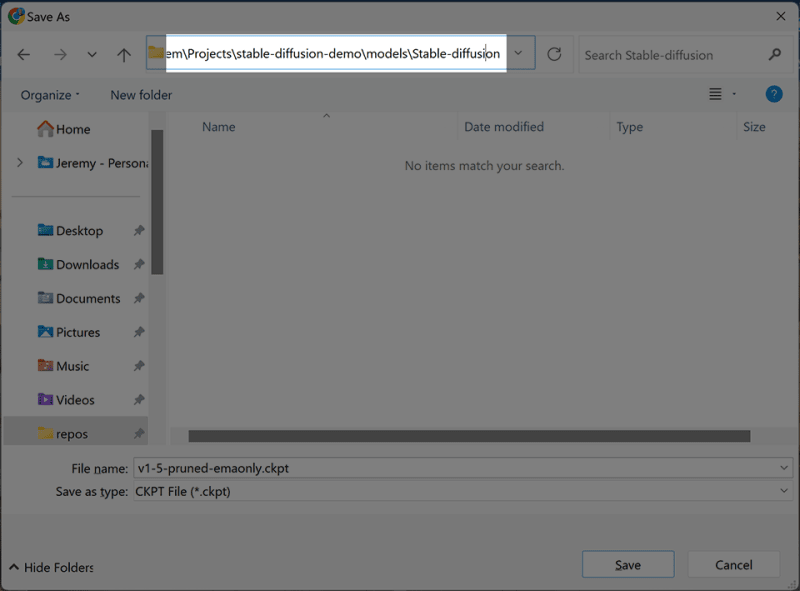 Save As
em\Projects\stable-diffusion-demo\models\Stable-diffusion
Search Stable-diffusion
Organize
New folder
?
Name
Date modified
Type
Size
Home
Jeremy - Persona
No items match your search.
Desktop
Downloads
Documents
Pictures
Music
Videos
repos
File name: v1-5-pruned-emaonly.ckpt
Save as type: CKPT File (*.ckpt)
Hide Folders
Save
Cancel